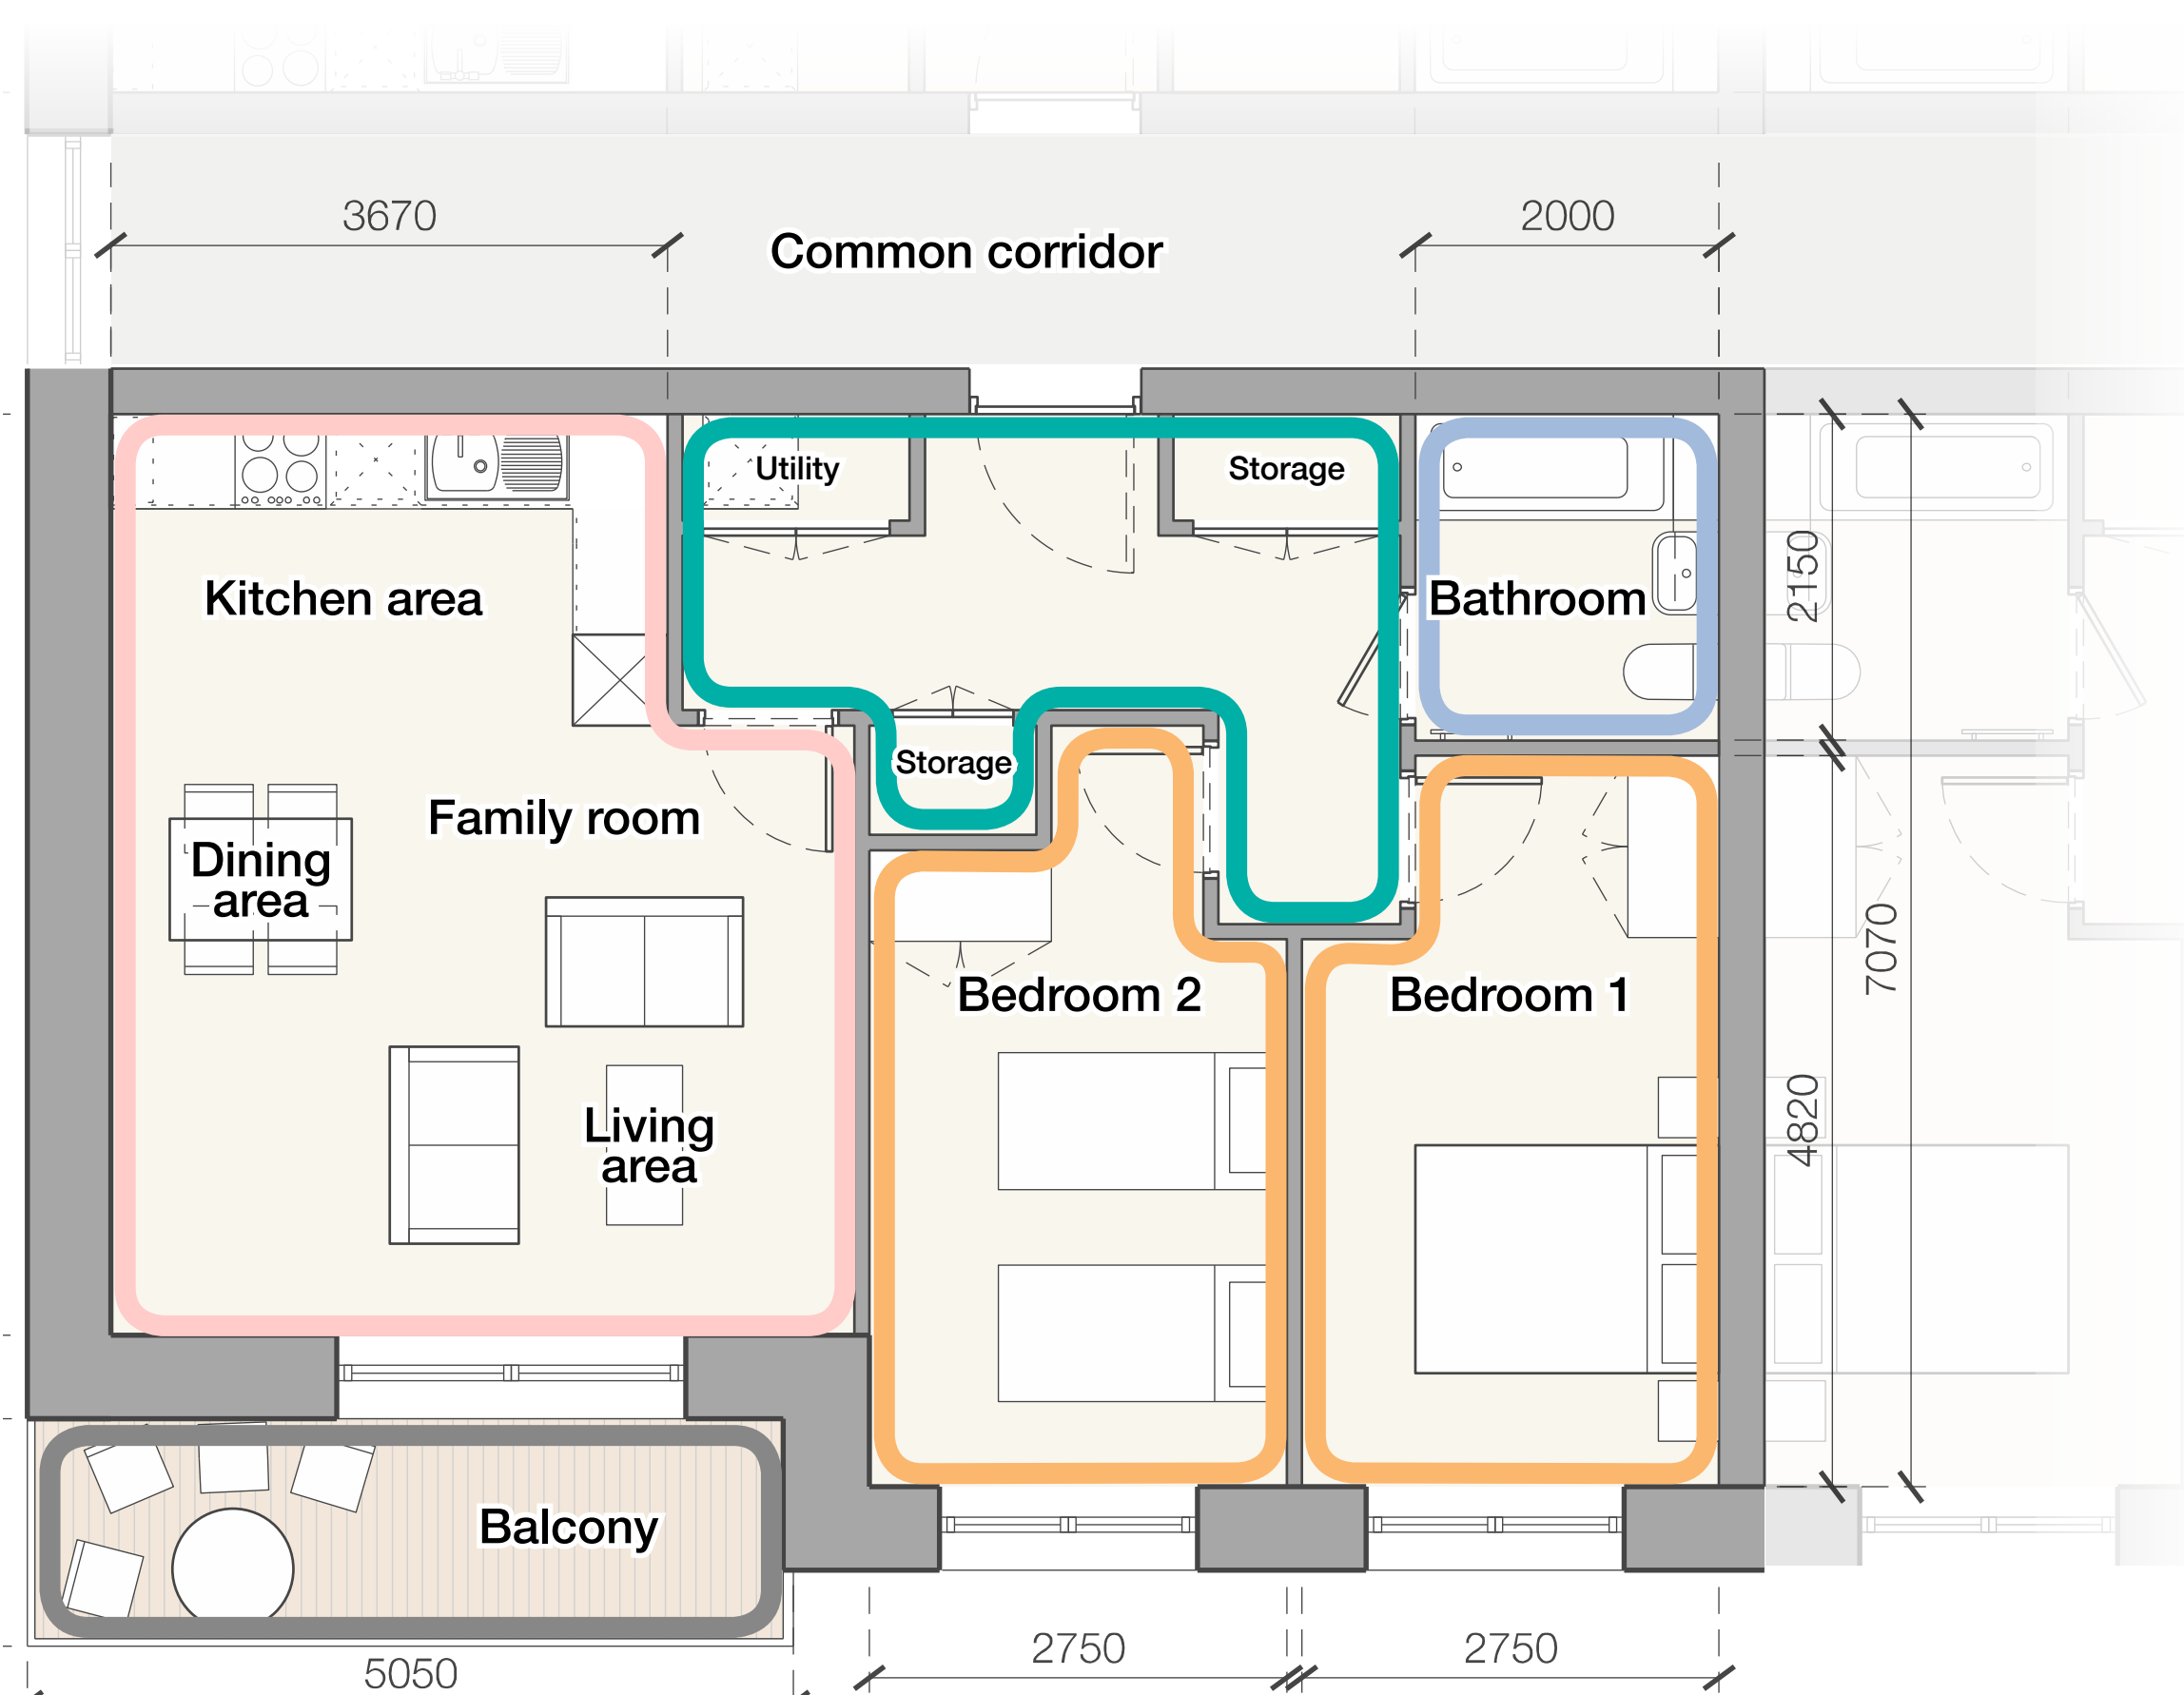 3670
2000
Common corridor
Utility
Storage
Kitchen area
Bathroom
2150
Storage
Family room
Dining
area
7070
Bedroom 2
Bedroom 1
4820
Living
area
Balcony
2750
2750
5050